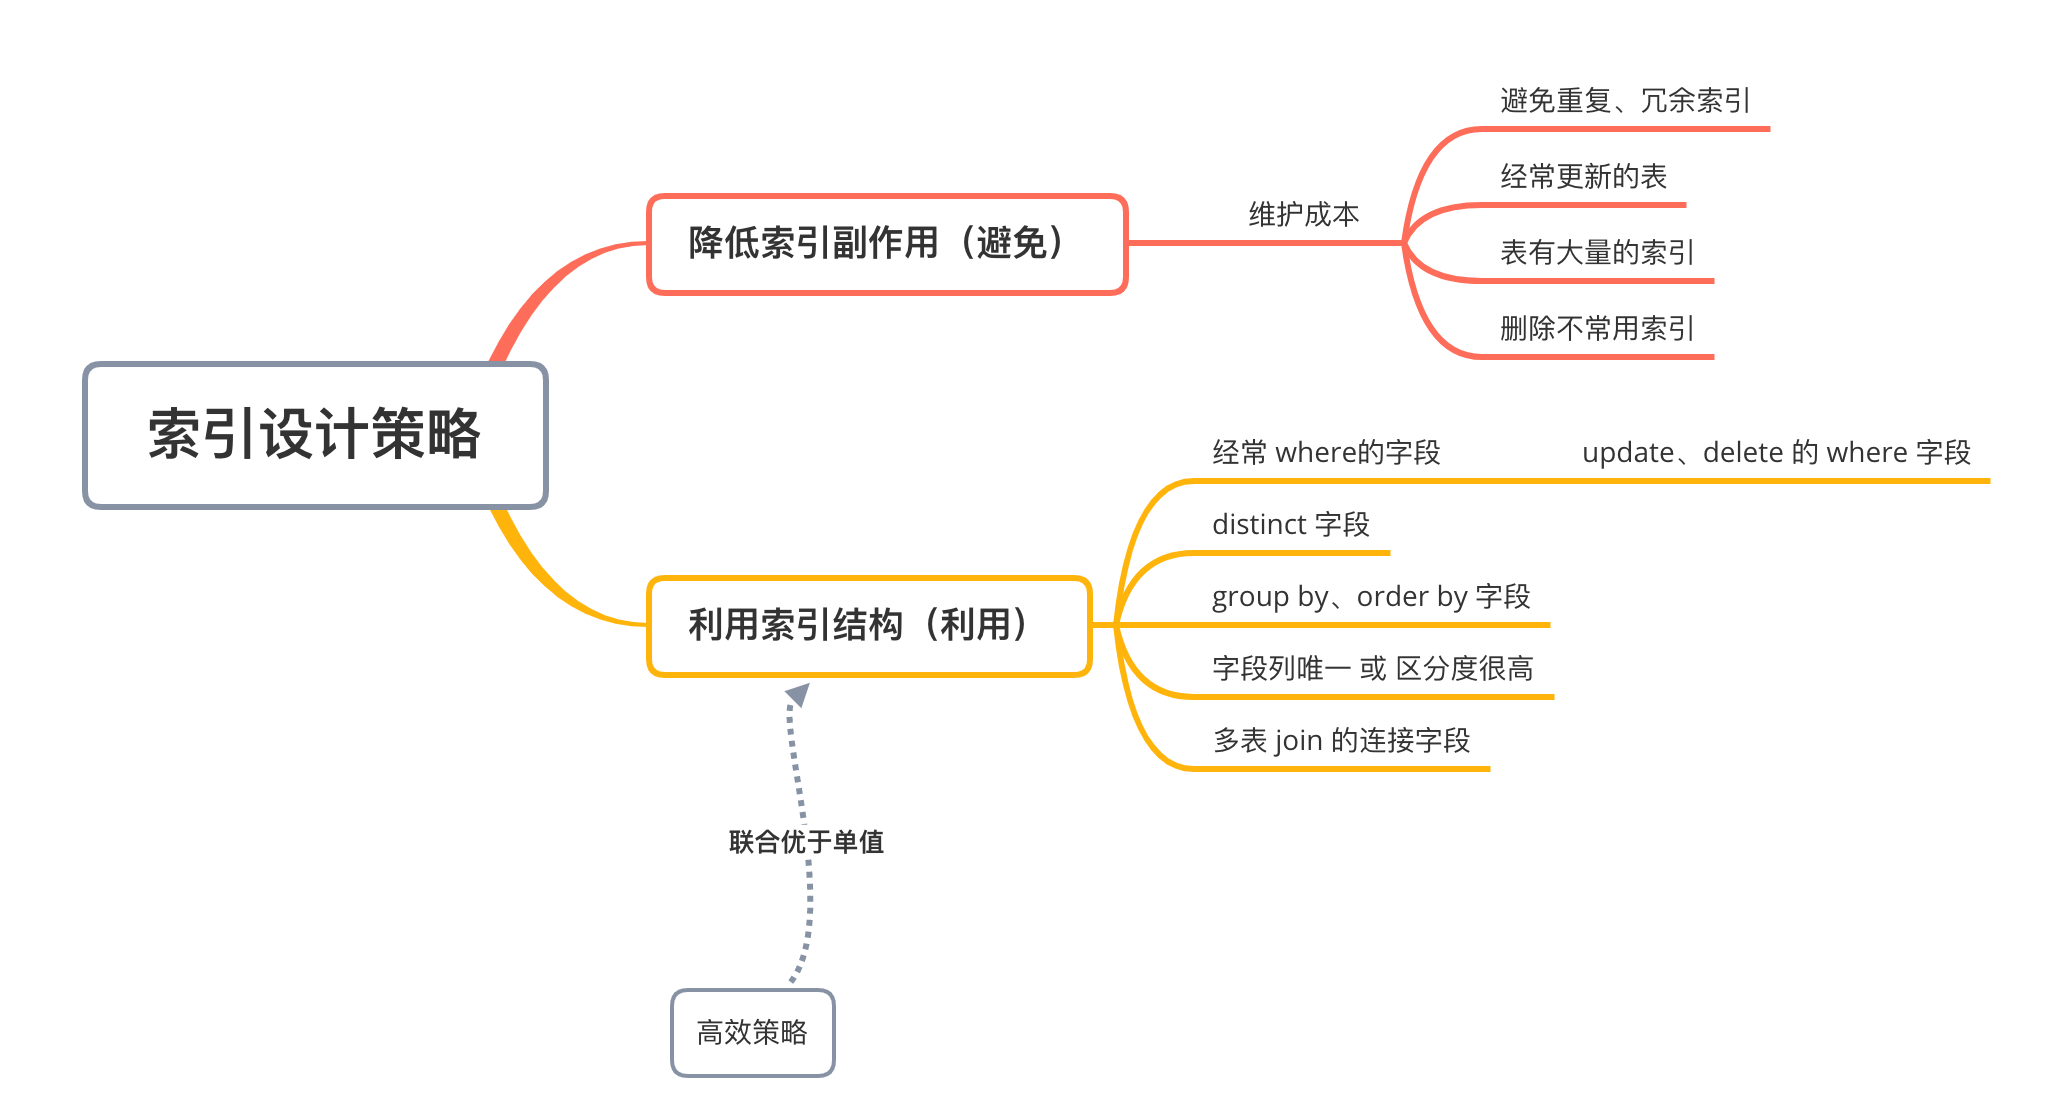 索引设计策略
降低索引副作用（避免）
维护成本
避免重复、冗余索引
经常更新的表
表有大量的索引
删除不常用索引
利用索引结构（利用）
经常 where的字段
update、delete 的 where 字段
distinct 字段
group by、order by 字段
字段列唯一 或 区分度很高
多表 join 的连接字段
联合优于单值
高效策略